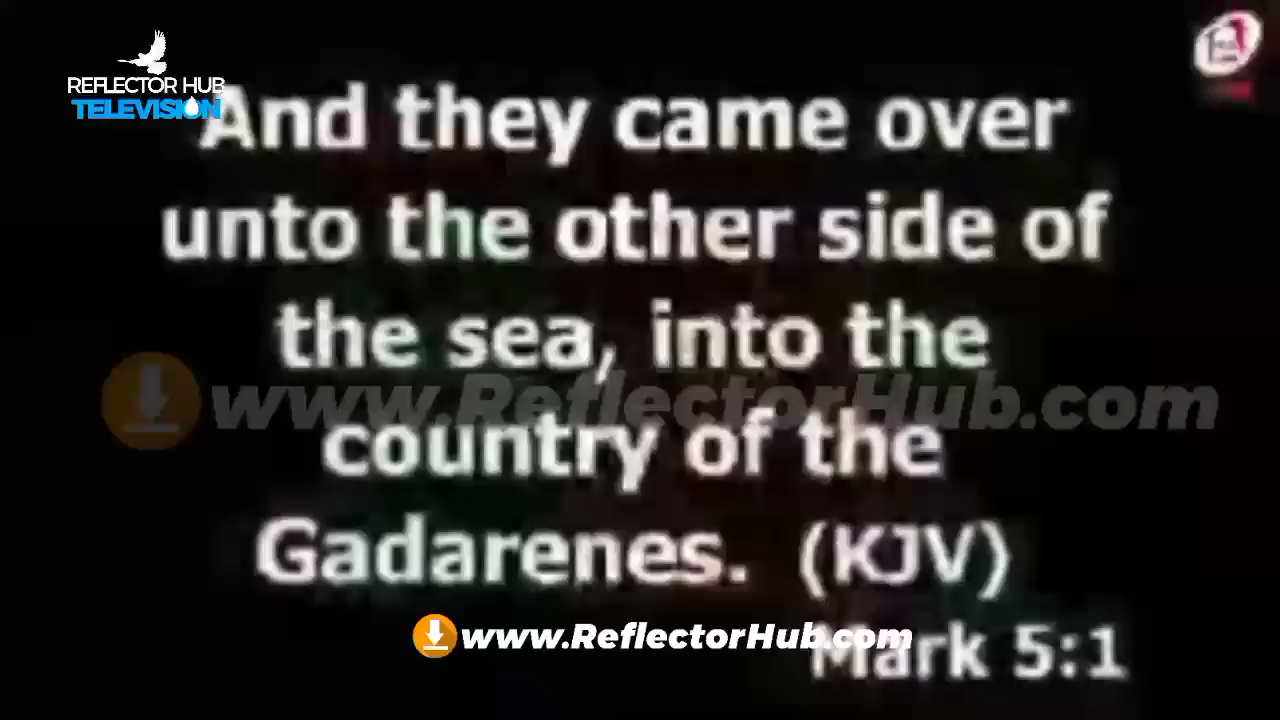 REFLECTOR HUB
TELEVISION
And they came over
unto the other side of
the sea, into the
www.ReflectorHub.com
country of the
Gadarenes. (KJV)
www.ReflectorHub.com
Mark 5:1